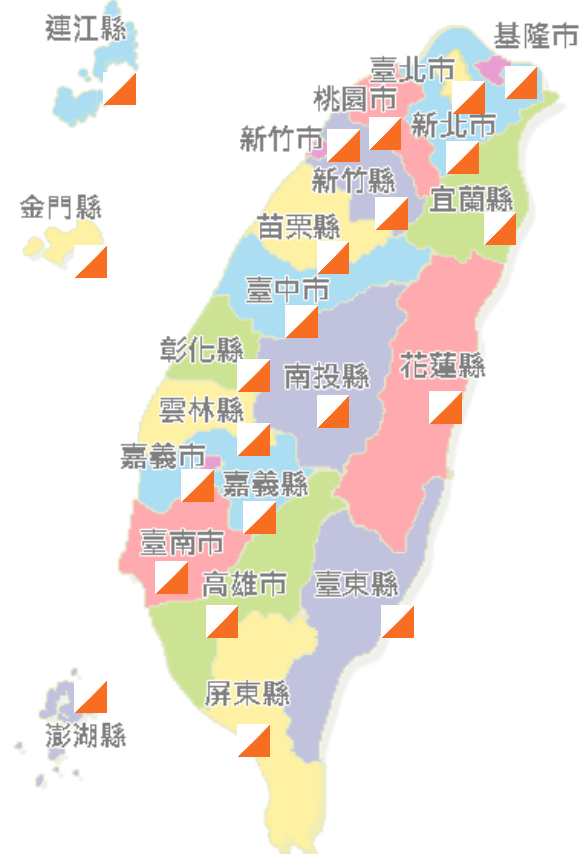 連江縣
基隆市
臺北市
桃園市
新北市
新竹市
新竹縣
宜蘭縣
金門縣
苗栗縣
臺中市
彰化縣
南投縣
花蓮縣
雲林縣
嘉義市
嘉義縣
臺南市
高雄市
臺東縣
屏東縣
澎湖縣